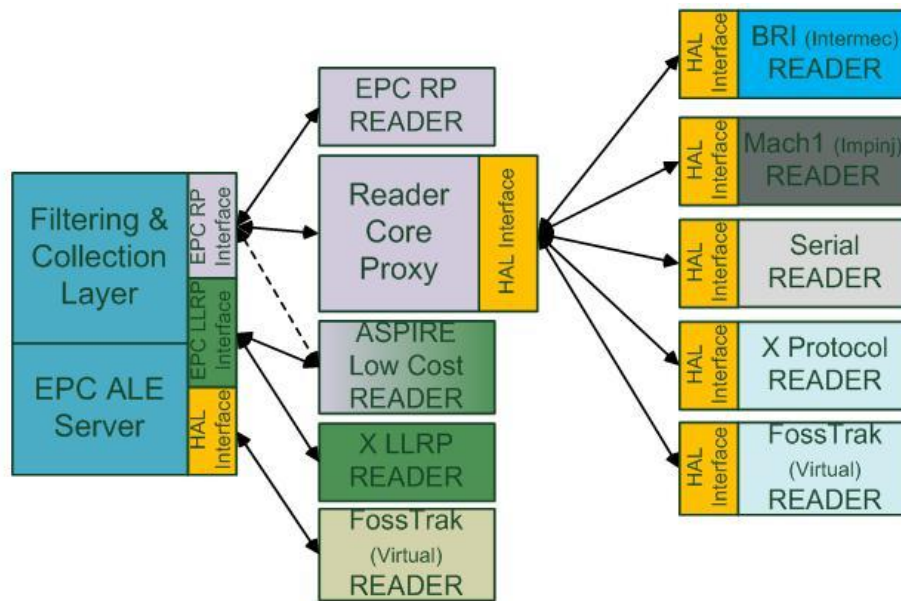 Filtering &
Collection
Layer
EPC ALE
Server
EPC RP
Interface
EPC LLRP
Interface
HAL
Interface
EPC RP
READER
Reader
Core
Proxy
HAL Interface
ASPIRE
Low Cost
READER
X LLRP
READER
FossTrak
(Virtual)
READER
HAL
Interface
BRI (Intermec)
READER
HAL
Interface
Mach1 (Impinj)
READER
HAL
Interface
Serial
READER
HAL
Interface
X Protocol
READER
HAL
Interface
FossTrak
(Virtual)
READER